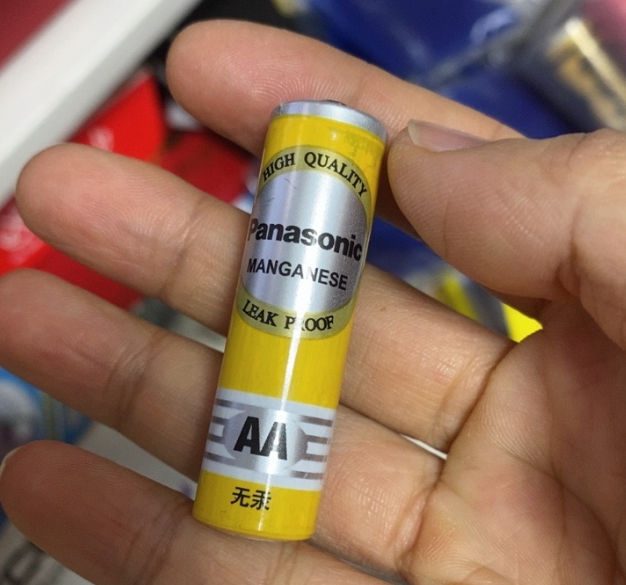 HIGH QUALITY
Panasonic
MANGANESE
LEAK PROOF
AA
无汞